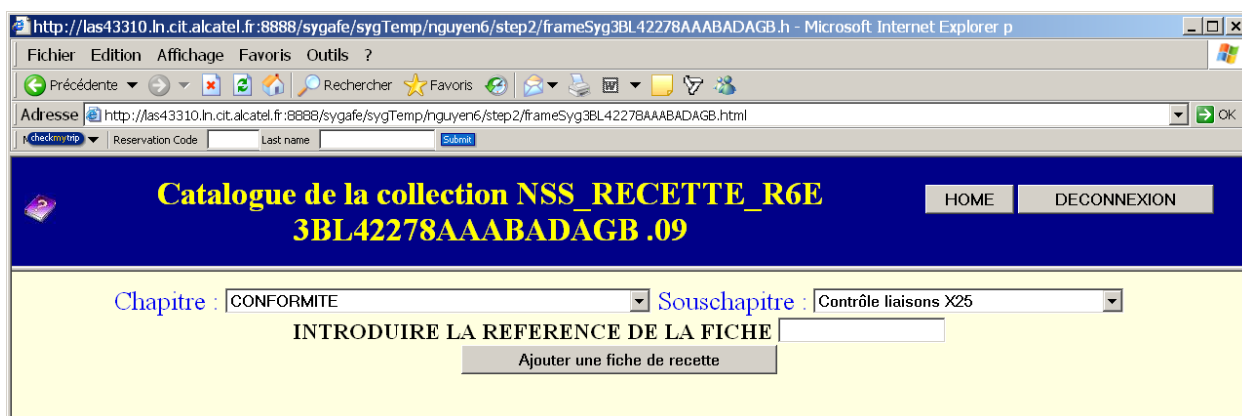 http://las43310.ln.cit.alcatel.fr:8888/sygafe/sygTemp/nguyen6/step2/frameSyg3BL42278AAABADAGB.h - Microsoft Internet Explorer p
Fichier Edition Affichage Favoris Outils ?
Précédente Rechercher Favoris
Adresse http://las43310.ln.cit.alcatel.fr:8888/sygafe/sygTemp/nguyen6/step2/frameSyg3BL42278AAABADAGB.html OK
checkmytrip Reservation Code Last name Submit
Catalogue de la collection NSS_RECETTE_R6E HOME DECONNEXION
3BL42278AAABADAGB .09
Chapitre : CONFORMITE Souschapitre : Contrôle liaisons X25
INTRODUIRE LA REFERENCE DE LA FICHE
Ajouter une fiche de recette